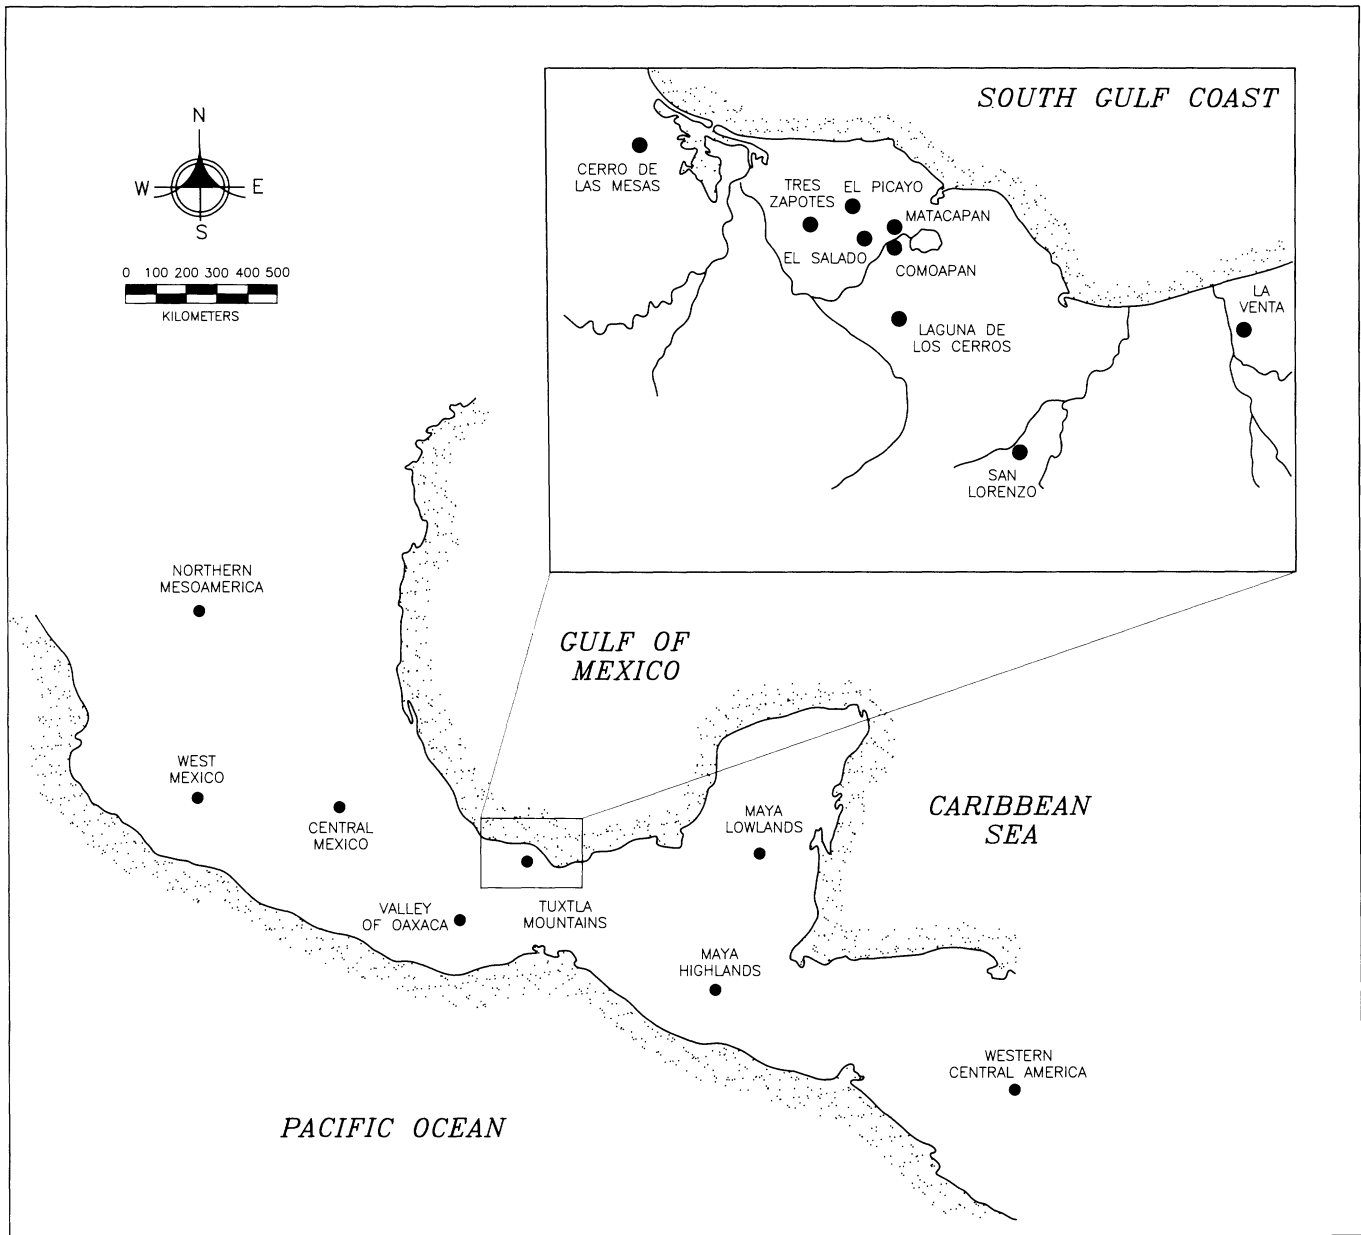 SOUTH GULF COAST
N
W
E
S
0 100 200 300 400 500
KILOMETERS
CERRO DE
LAS MESAS
TRES
ZAPOTES
EL PICAYO
MATACAPAN
EL SALADO
COMOAPAN
LAGUNA DE
LOS CERROS
LA
VENTA
SAN
LORENZO
NORTHERN
MESOAMERICA
GULF OF
MEXICO
WEST
MEXICO
CENTRAL
MEXICO
MAYA
LOWLANDS
CARIBBEAN
SEA
VALLEY
OF OAXACA
TUXTLA
MOUNTAINS
MAYA
HIGHLANDS
WESTERN
CENTRAL AMERICA
PACIFIC OCEAN